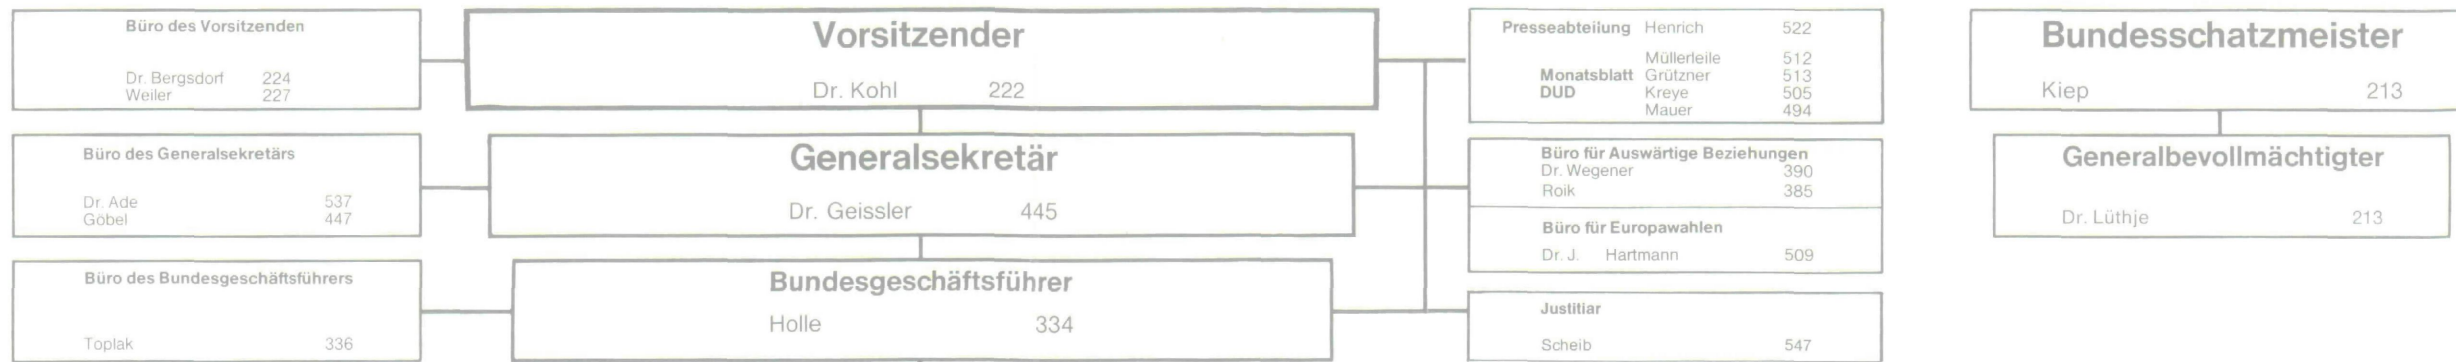 Büro des Vorsitzenden
Dr. Bergsdorf 224
Weiler 227
Vorsitzender
Dr. Kohl 222
Presseabteilung Henrich 522
Müllerleile 512
Monatsblatt Grützner 513
DUD Kreye 505
Mauer 494
Bundesschatzmeister
Kiep 213
Büro des Generalsekretärs
Dr. Ade 537
Göbel 447
Generalsekretär
Dr. Geissler 445
Büro für Auswärtige Beziehungen
Dr. Wegener 390
Roik 385
Büro für Europawahlen
Dr. J. Hartmann 509
Generalbevollmächtigter
Dr. Lüthje 213
Büro des Bundesgeschäftsführers
Toplak 336
Bundesgeschäftsführer
Holle 334
Justitiar
Scheib 547